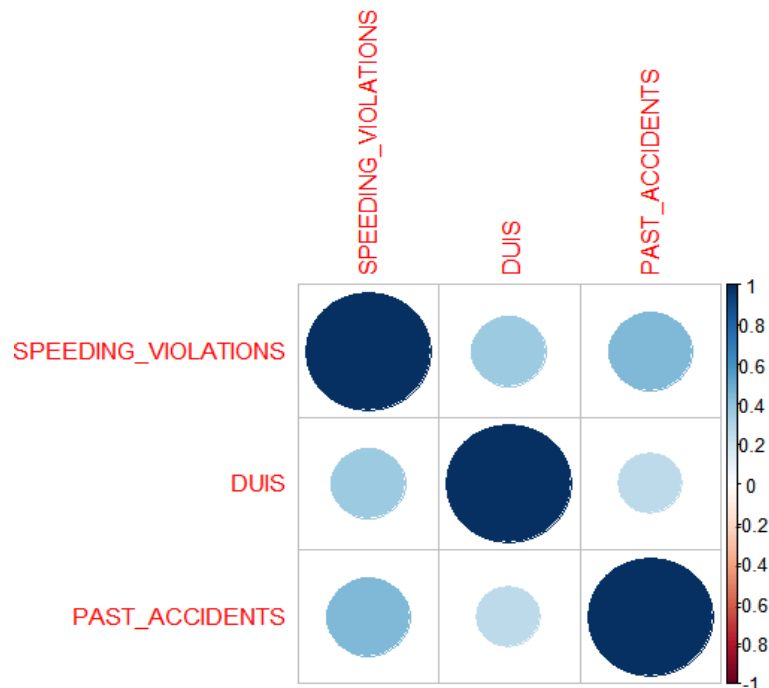 SPEEDING_VIOLATIONS
DUIS
PAST_ACCIDENTS
SPEEDING_VIOLATIONS
DUIS
PAST_ACCIDENTS
1
0.8
0.6
0.4
0.2
0
-0.2
-0.4
-0.6
-0.8
-1